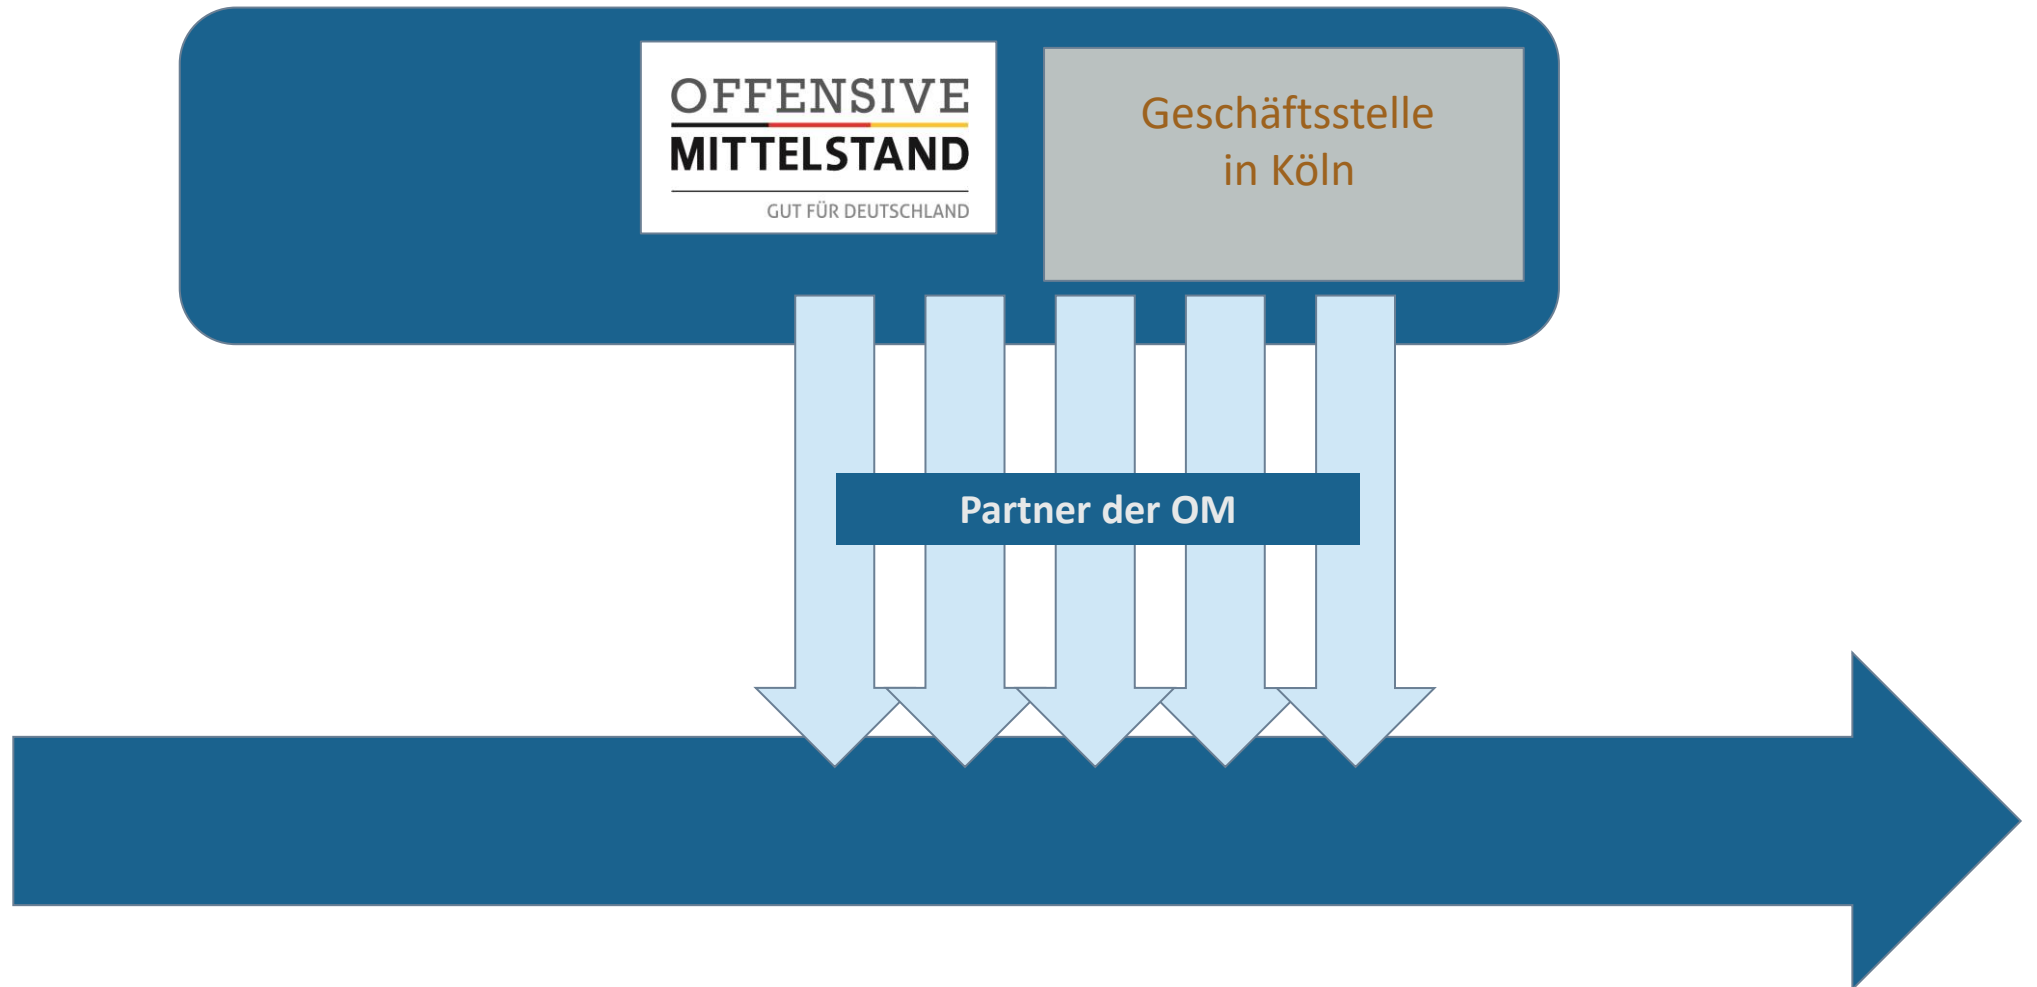 OFFENSIVE
MITTELSTAND
GUT FÜR DEUTSCHLAND
Geschäftsstelle
in Köln
Partner der OM